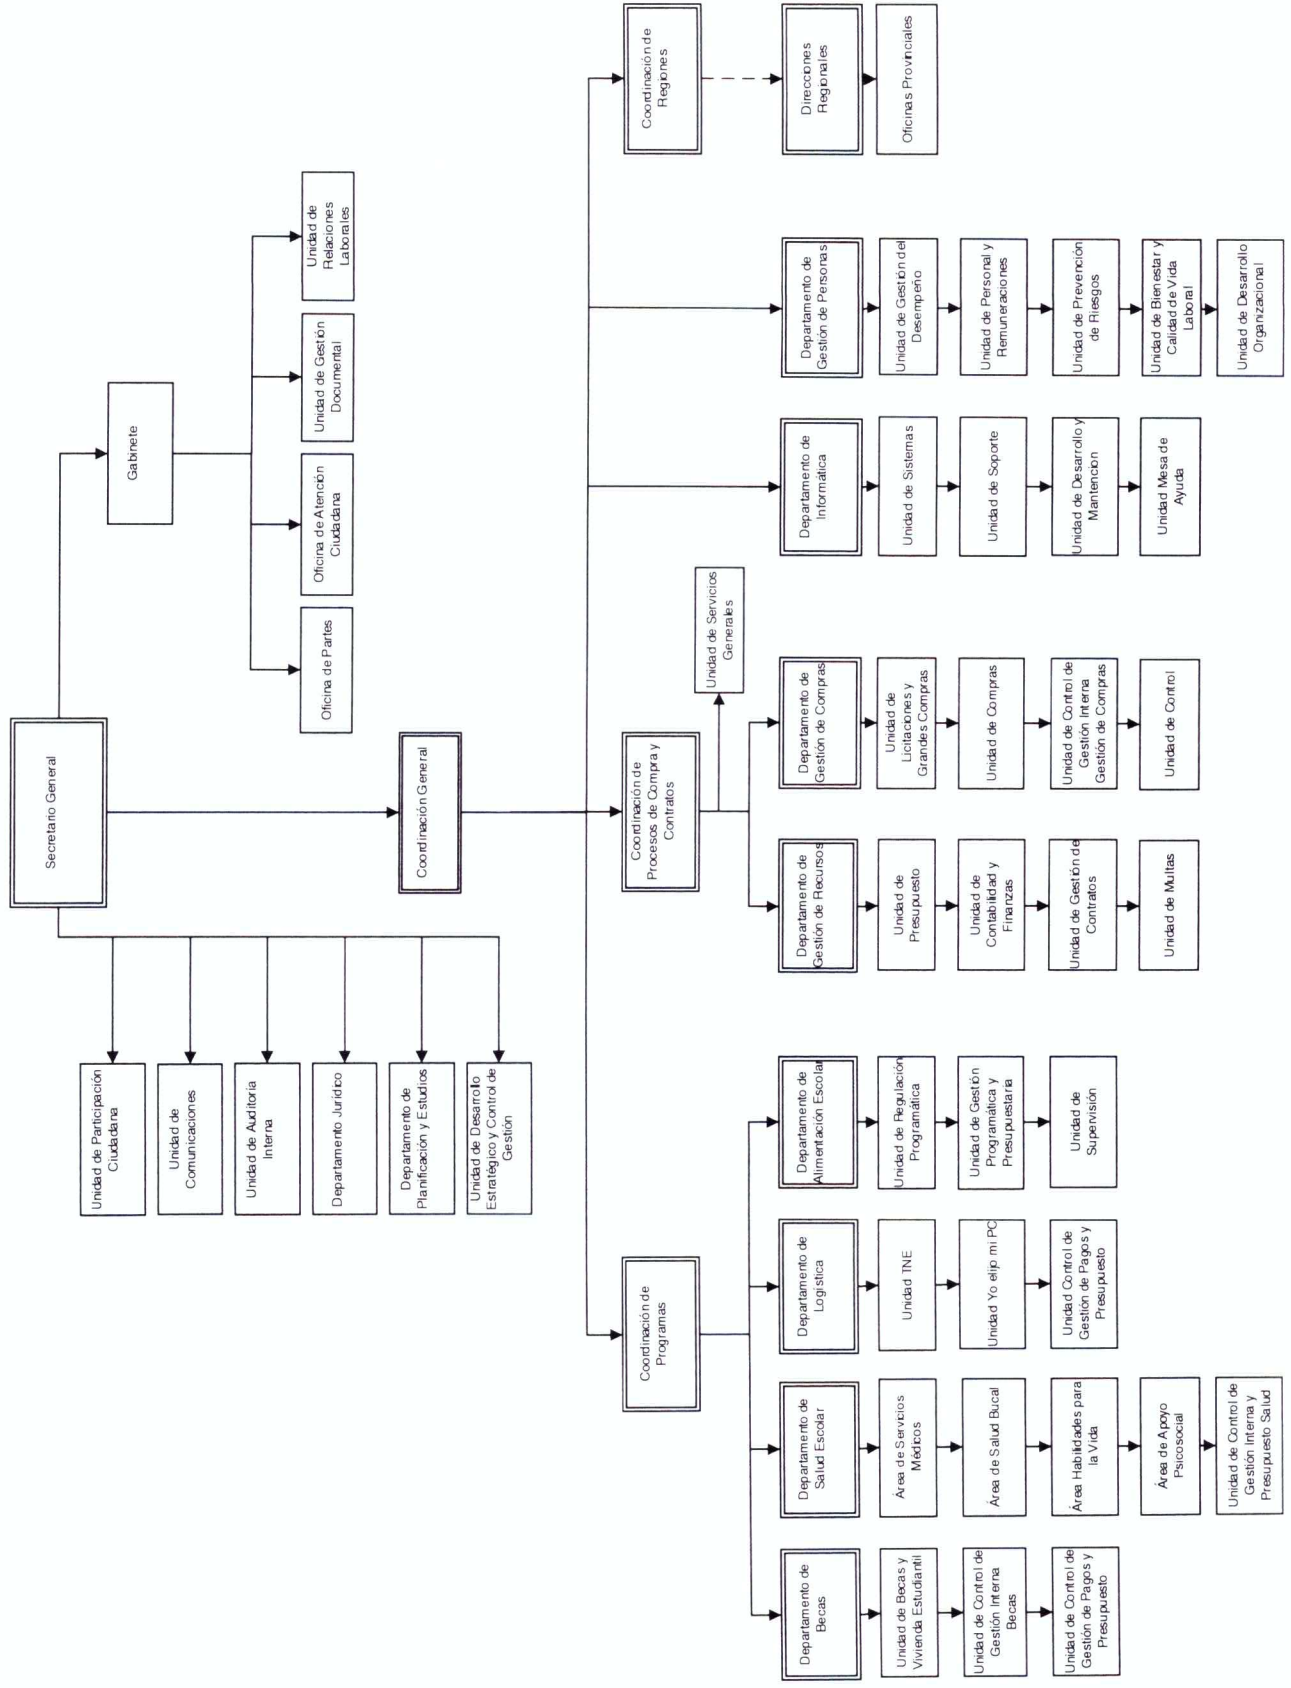 Secretario General
Gabinete
Oficina de Partes
Oficina de Atención
Ciudadana
Unidad de Gestión
Documental
Unidad de
Relaciones
Laborales
Unidad de Participación
Ciudadana
Unidad de
Comunicaciones
Unidad de Auditoria
Interna
Departamento Jurídico
Departamento de
Planificación y Estudios
Unidad de Desarrollo
Estratégico y Control de
Gestión
Coordinación General
Coordinación de
Programas
Coordinación de
Procesos de Compra y
Contratos
Unidad de Servicios
Generales
Coordinación de
Regiones
Departamento de
Becas
Unidad de Becas y
Vivienda Estudiantil
Unidad de Control de
Gestión Interna
Becas
Unidad de Control de
Gestión de Pagos y
Presupuesto
Departamento de
Salud Escolar
Área de Servicios
Médicos
Área de Salud Bucal
Área Habilidades para
la Vida
Área de Apoyo
Psicosocial
Unidad de Control de
Gestión Interna y
Presupuesto Salud
Departamento de
Logística
Unidad TNE
Unidad Yo elijo mi PC
Unidad Control de
Gestión de Pagos y
Presupuesto
Departamento de
Alimentación Escolar
Unidad de Regulación
Programática
Unidad de Gestión
Programática y
Presupuestaria
Unidad de
Supervisión
Departamento de
Gestión de Recursos
Unidad de
Presupuesto
Unidad de
Contabilidad y
Finanzas
Unidad de Gestión de
Contratos
Unidad de Multas
Departamento de
Gestión de Compras
Unidad de
Licitaciones y
Grandes Compras
Unidad de Compras
Unidad de Control de
Gestión Interna
Gestión de Compras
Unidad de Control
Departamento de
Informática
Unidad de Sistemas
Unidad de Soporte
Unidad de Desarrollo y
Mantencion
Unidad Mesa de
Ayuda
Departamento de
Gestión de Personas
Unidad de Gestión del
Desempeño
Unidad de Personal y
Remuneraciones
Unidad de Prevención
de Riesgos
Unidad de Bienestar y
Calidad de Vida
Laboral
Unidad de Desarrollo
Organizacional
Direcciones
Regionales
Oficinas Provinciales